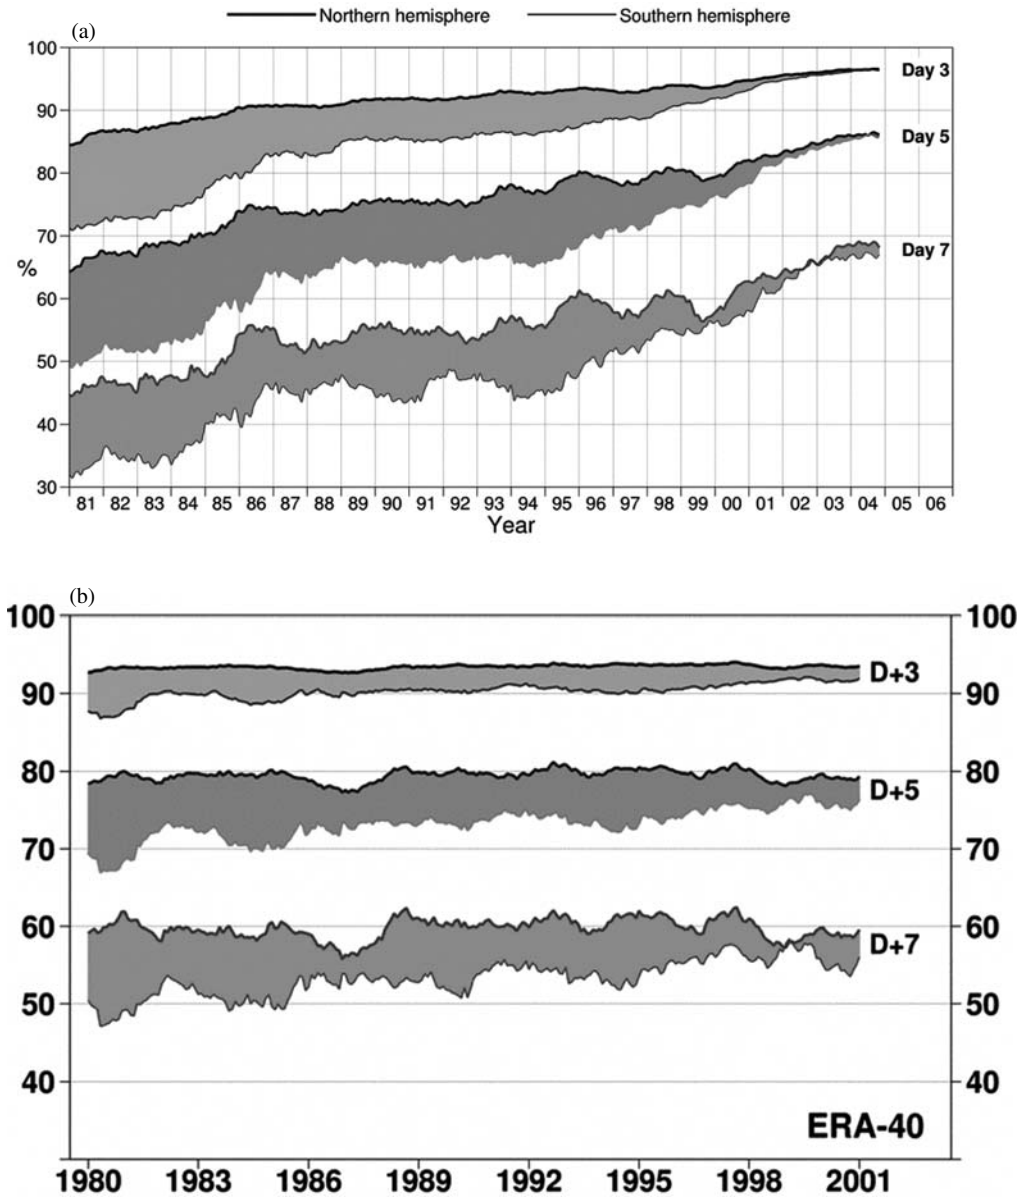 Northern hemisphere Southern hemisphere
(a)
100
Day 3
90
Day 5
80
70
Day 7
%
60
50
40
30
81 82 83 84 85 86 87 88 89 90 91 92 93 94 95 96 97 98 99 00 01 02 03 04 05 06
Year
(b)
100 100
D+3
90 90
80 80
D+5
70 70
60 60
D+7
50 50
40 40
ERA-40
1980 1983 1986 1989 1992 1995 1998 2001